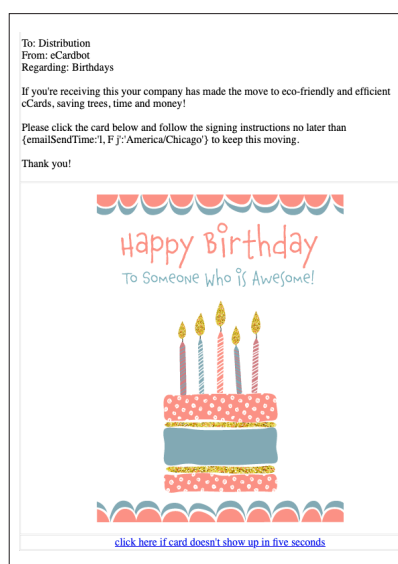 To: Distribution
From: eCardbot
Regarding: Birthdays
If you're receiving this your company has made the move to eco-friendly and efficient
cCards, saving trees, time and money!
Please click the card below and follow the signing instructions no later than
{emailSendTime:'l, F j':'America/Chicago'} to keep this moving.
Thank you!
Happy Birthday
To Someone Who is Awesome!
click here if card doesn't show up in five seconds